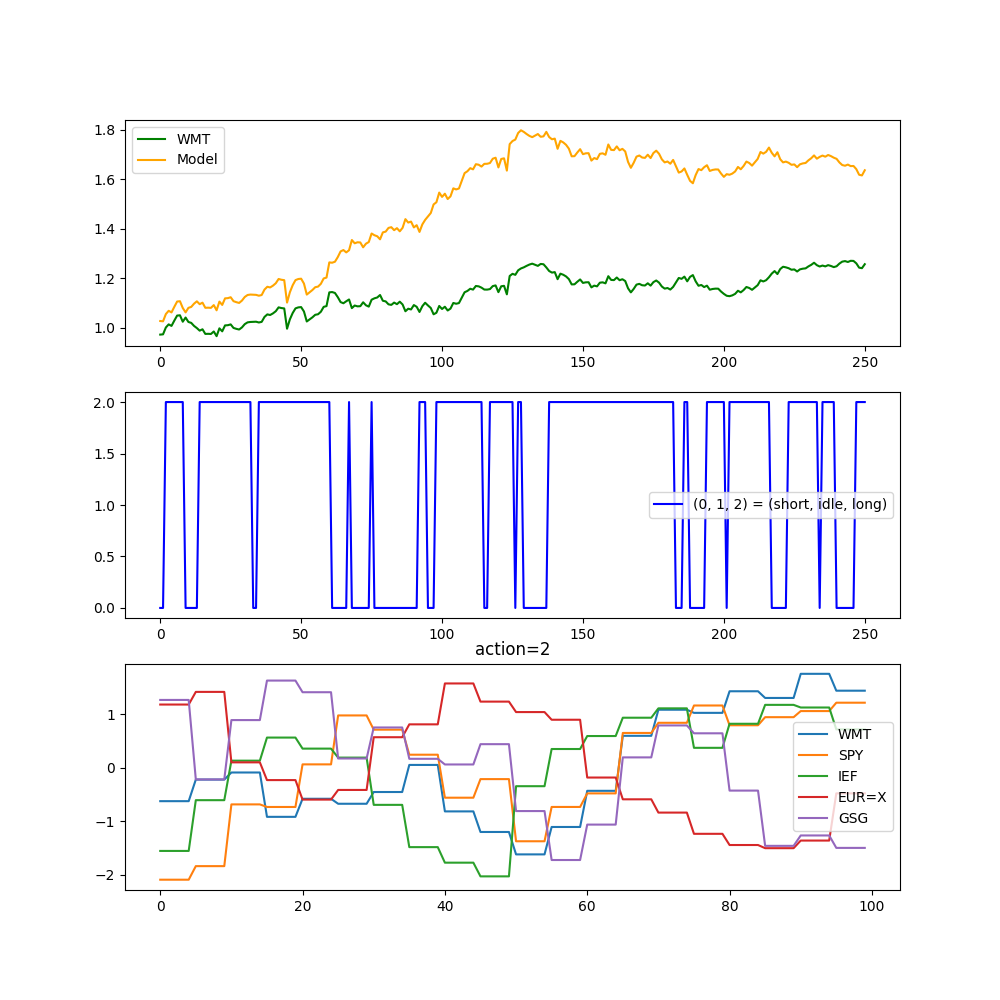 1.8
1.6
1.4
1.2
1.0
WMT
Model
0 50 100 150 200 250
2.0
1.5
1.0
0.5
0.0
(0, 1, 2) = (short, idle, long)
0 50 100 150 200 250
action=2
1
0
−1
−2
WMT
SPY
IEF
EUR=X
GSG
0 20 40 60 80 100